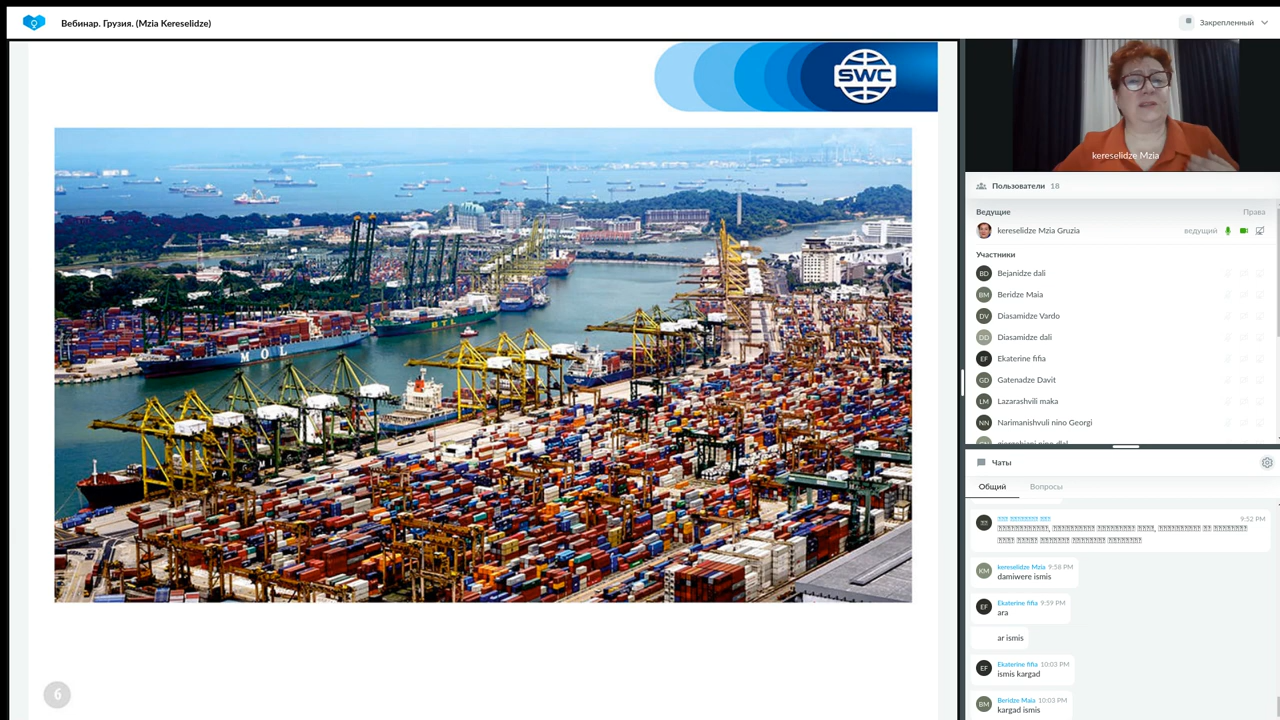 Вебинар. Грузия. (Mzia Kereselidze)
Закрепленный
SWC
M O L
kereselidze Mzia
Пользователи 18
Ведущие Права
kereselidze Mzia Gruzia ведущий
Участники
BD Bejanidze dali
BM Beridze Maia
DV Diasamidze Vardo
DD Diasamidze dali
EF Ekaterine fifia
GD Gatenadze Davit
LM Lazarashvili maka
NN Narimanishvuli nino Georgi
Чаты
Общий Вопросы
9:52 PM
KM kereselidze Mzia 9:58 PM
damiwere ismis
EF Ekaterine fifia 9:59 PM
ara
ar ismis
EF Ekaterine fifia 10:03 PM
ismis kargad
BM Beridze Maia 10:03 PM
kargad ismis
6